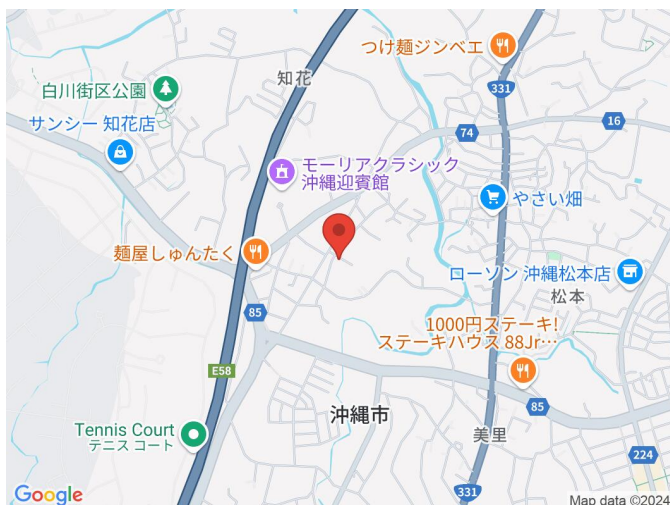 つけ麺ジンベエ
知花
331
白川街区公園
サンシー 知花店
74
16
モーリアクラシック
沖縄迎賓館
やさい畑
麺屋しゅんたく
ローソン 沖縄松本店
松本
85
1000円ステーキ!
ステーキハウス 88Jr…
E58
85
沖縄市
Tennis Court
テニス コート
美里
224
331
Google
Map data ©2024